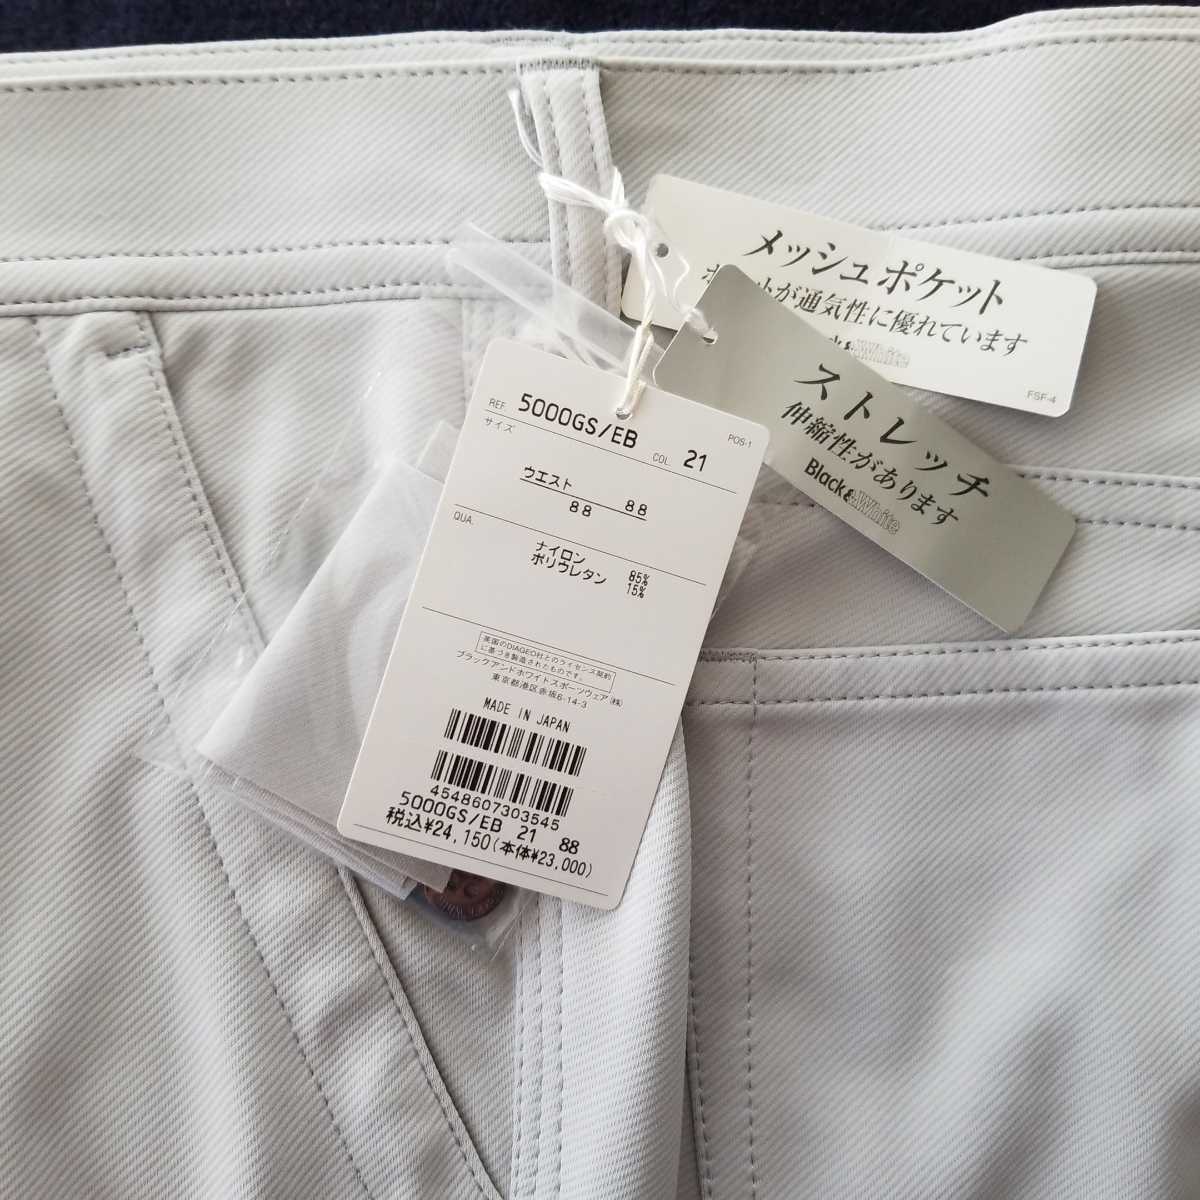 メッシュポケット
が通気性に優れています
White
FSF-4
ストレッチ
伸縮性があります
Black&White
REF. 5000GS/EB
POS-1
サイズ
COL. 21
ウエスト 88
88
QUA.
ナイロン 85%
ポリウレタン 15%
英国のDIAGEO社とのライセンス契約
に基づき製造されたものです。
ブラックアンドホワイトスポーツウェア(株)
東京都港区赤坂6-14-3
MADE IN JAPAN
4548607303545
5000GS/EB 21 88
税込¥24,150(本体¥23,000)